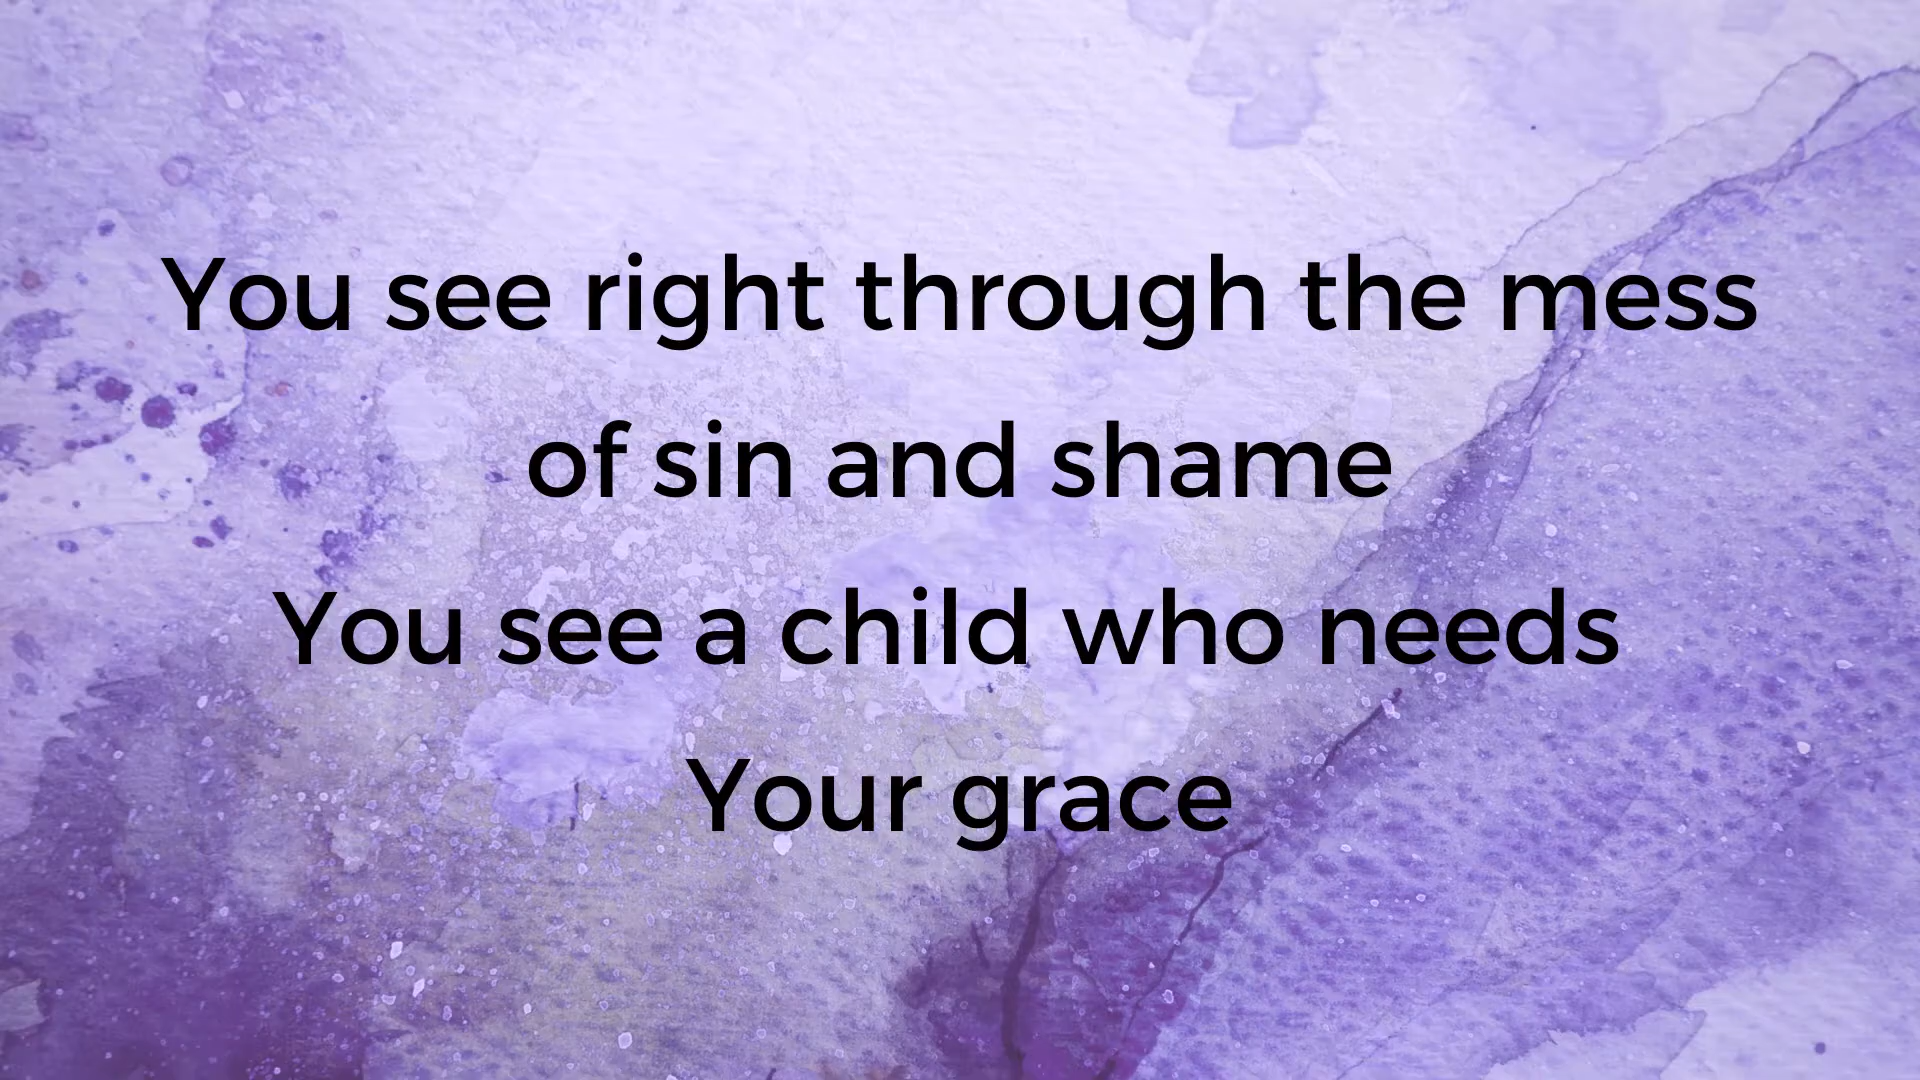 You see right through the mess
of sin and shame
You see a child who needs
Your grace